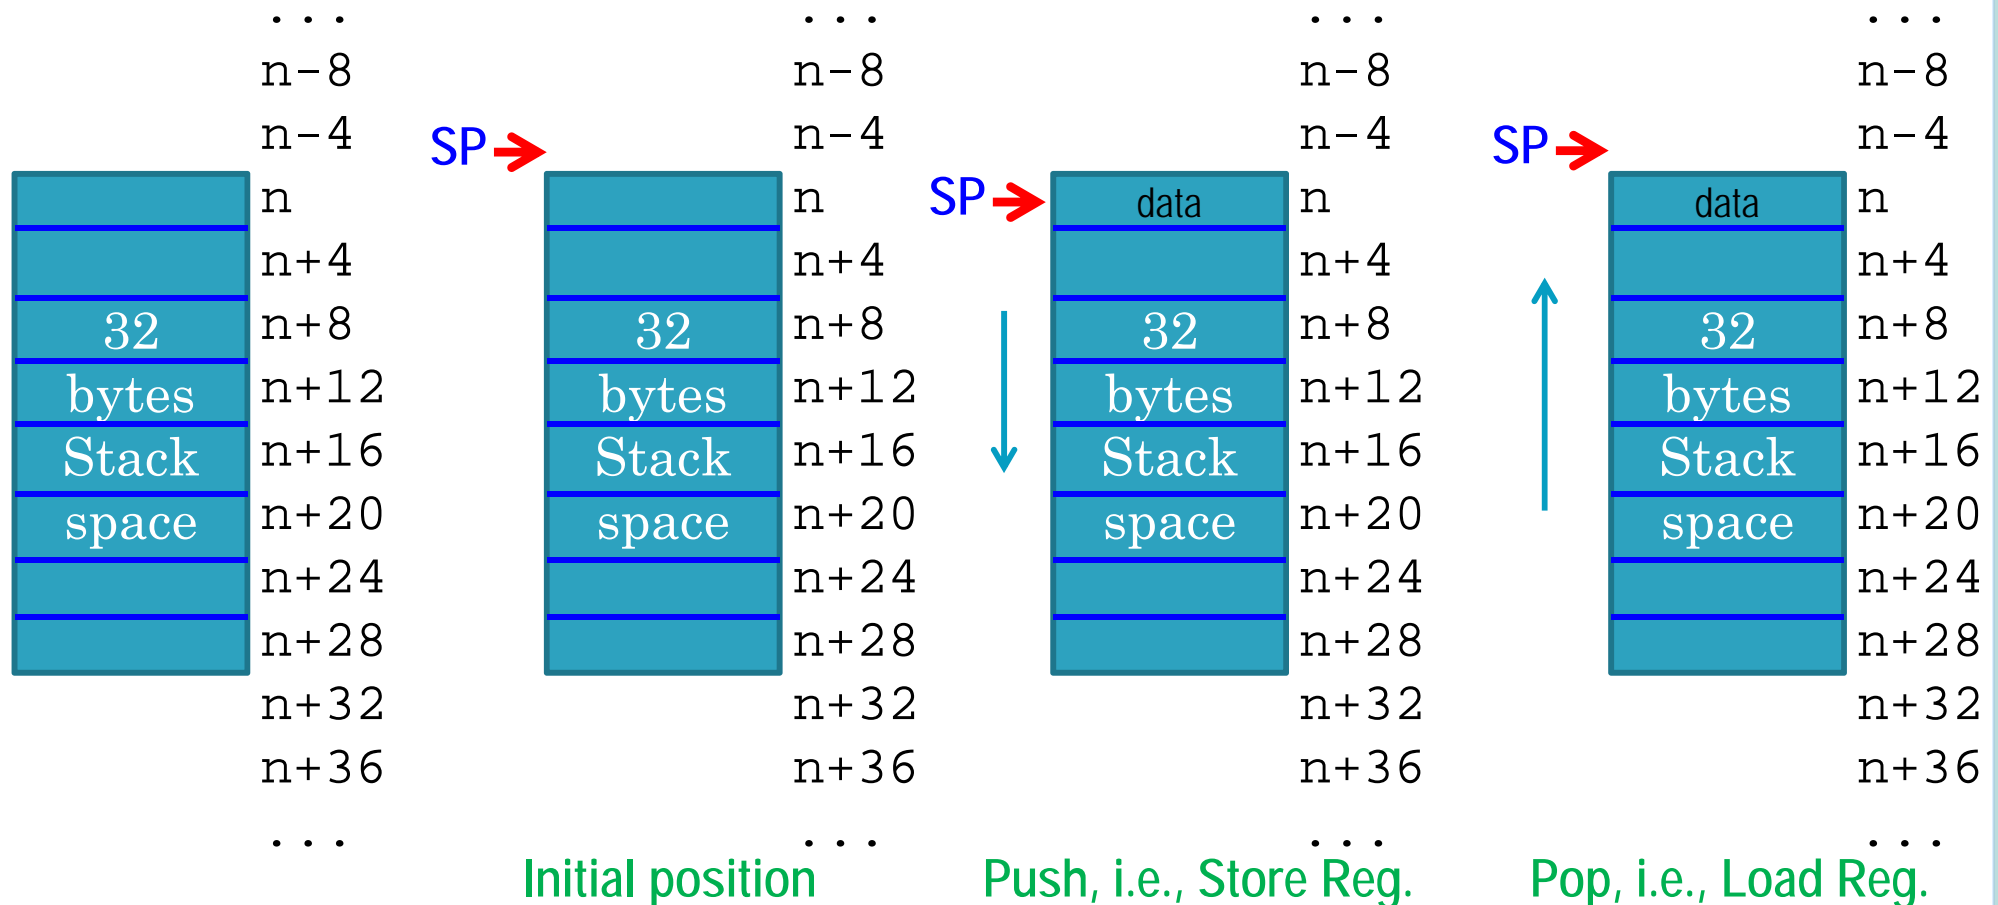 ... ... ... ...
n-8 n-8 n-8 n-8
n-4 SP n-4 n-4 SP n-4
n n SP data n data n
n+4 n+4 n+4 n+4
32 n+8 32 n+8 32 n+8 32 n+8
bytes n+12 bytes n+12 bytes n+12 bytes n+12
Stack n+16 Stack n+16 Stack n+16 Stack n+16
space n+20 space n+20 space n+20 space n+20
n+24 n+24 n+24 n+24
n+28 n+28 n+28 n+28
n+32 n+32 n+32 n+32
n+36 n+36 n+36 n+36
... ... ... ...
Initial position Push, i.e., Store Reg. Pop, i.e., Load Reg.